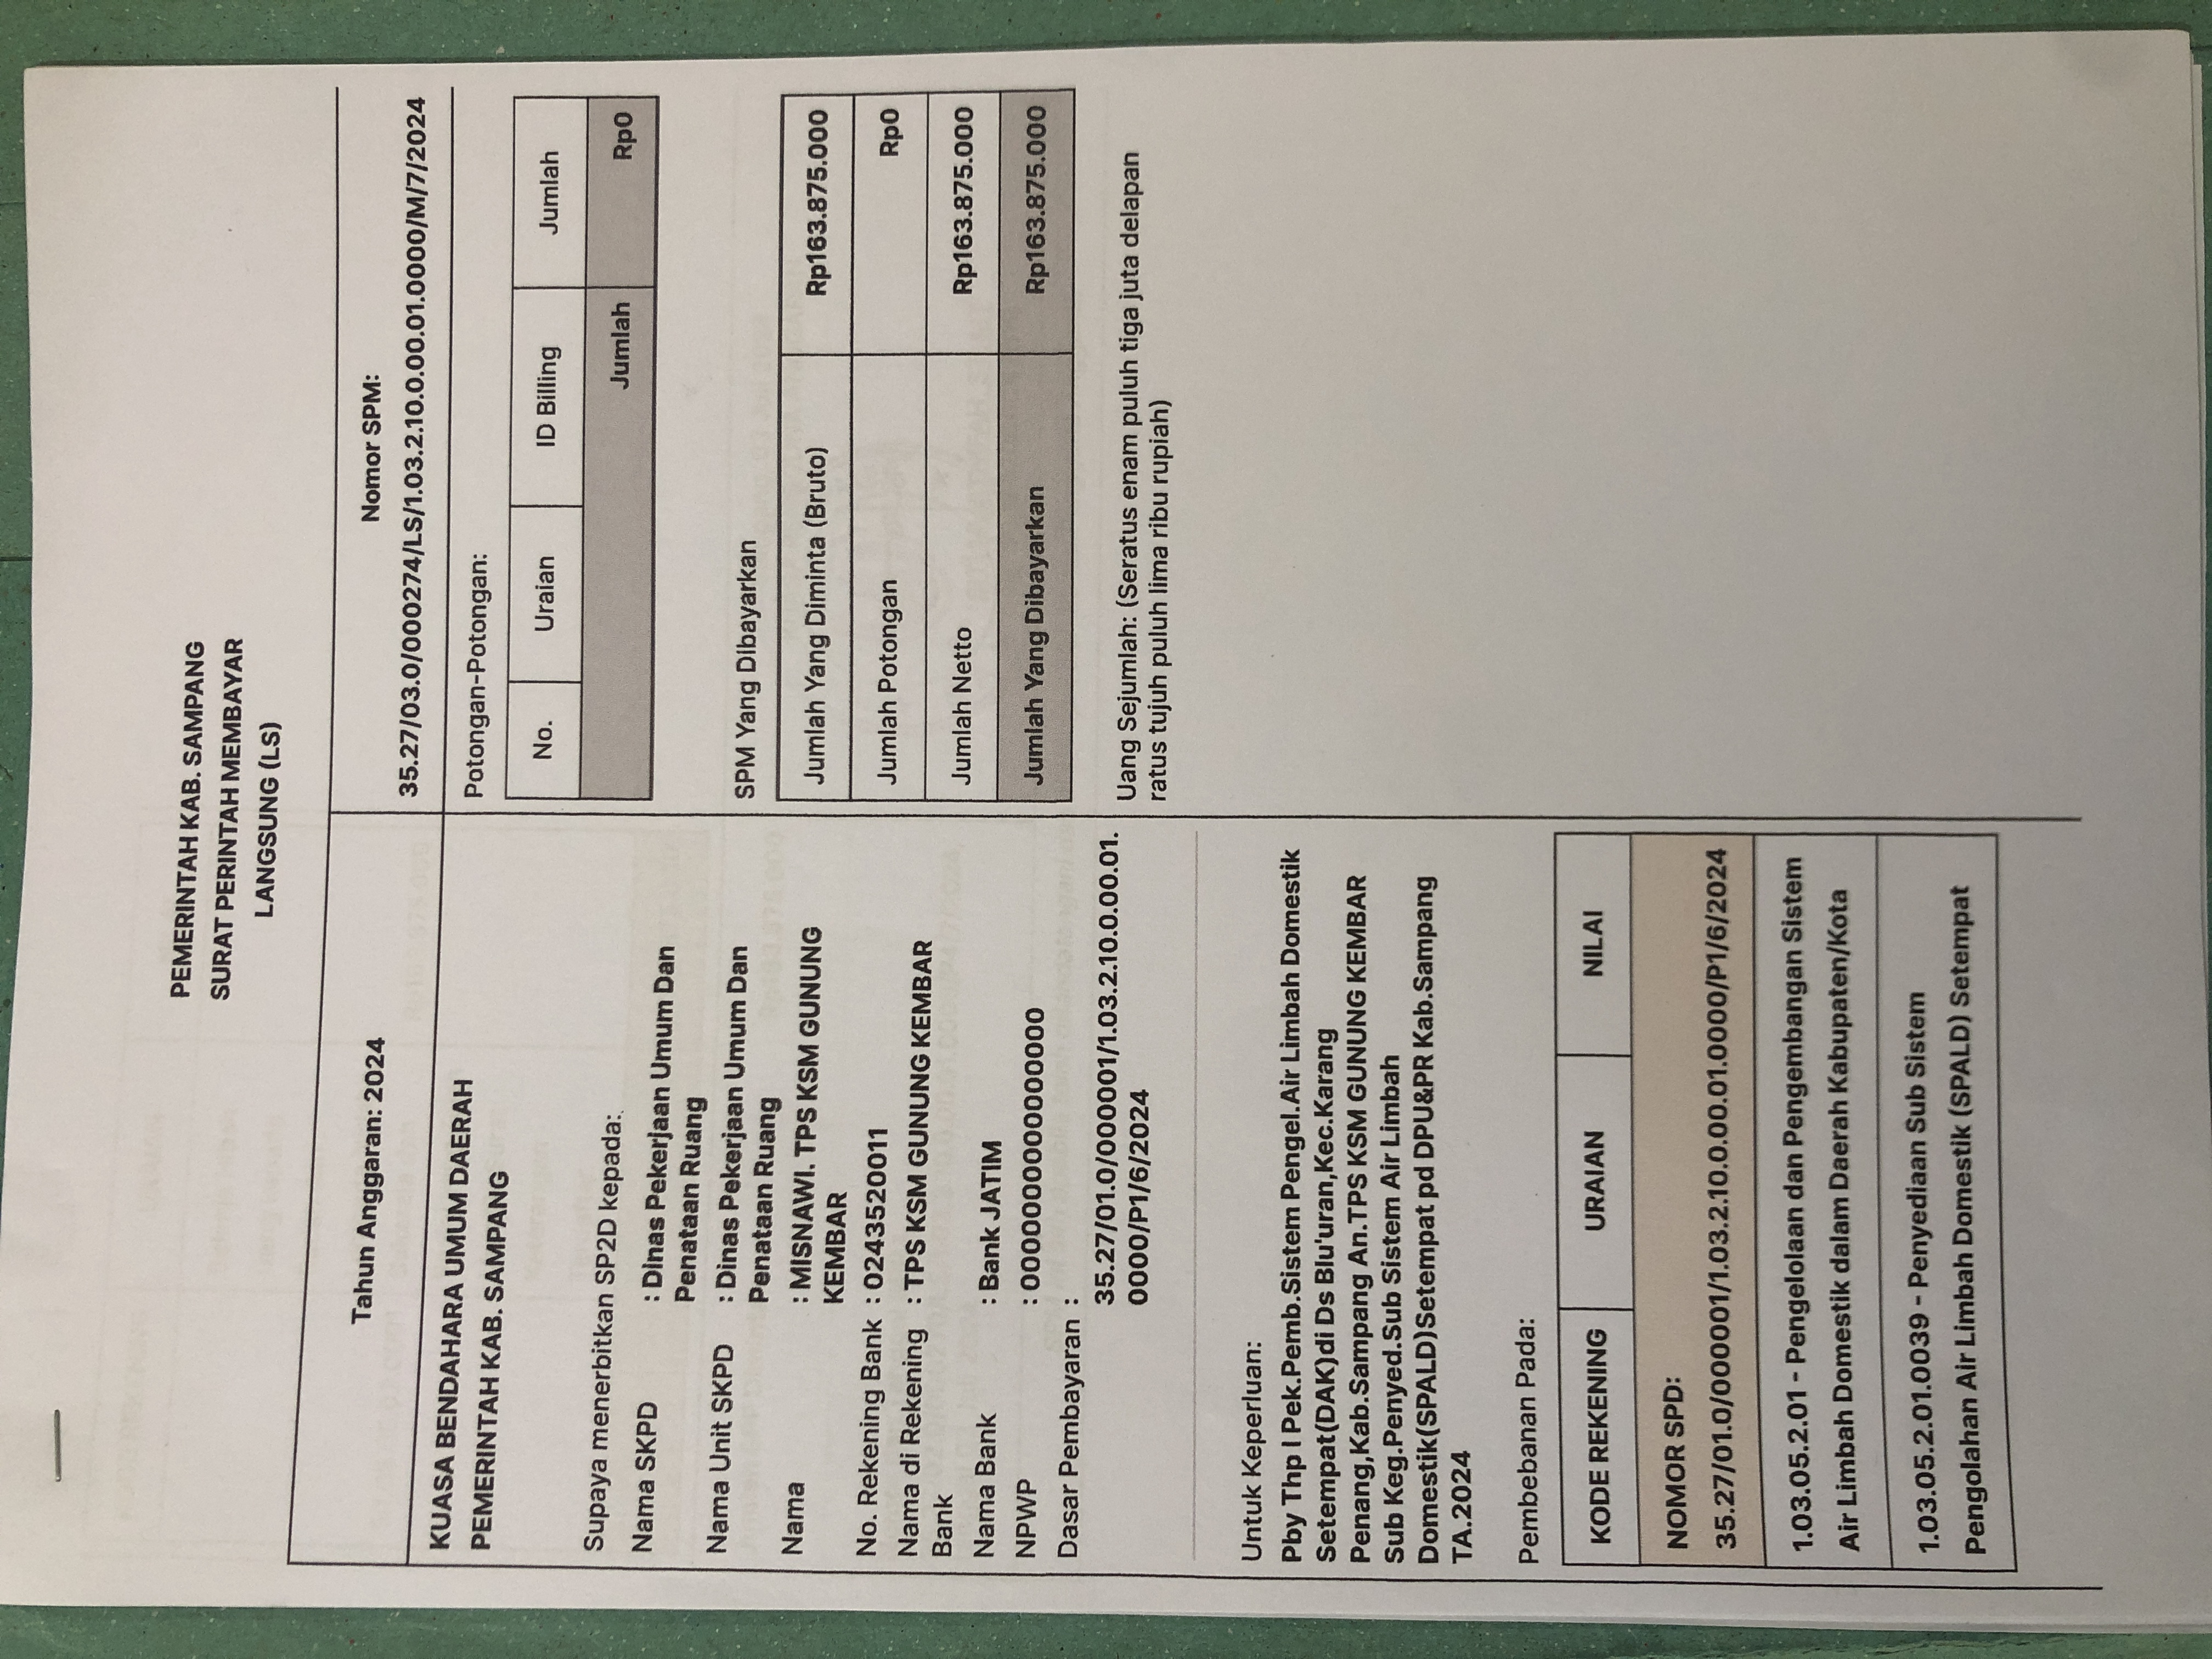 PEMERINTAH KAB. SAMPANG
SURAT PERINTAH MEMBAYAR
LANGSUNG (LS)
Tahun Anggaran: 2024
Nomor SPM:
35.27/03.0/000274/LS/1.03.2.10.0.00.01.0000/M/7/2024
KUASA BENDAHARA UMUM DAERAH
PEMERINTAH KAB. SAMPANG
Supaya menerbitkan SP2D kepada:
Nama SKPD : Dinas Pekerjaan Umum Dan
Penataan Ruang
Nama Unit SKPD : Dinas Pekerjaan Umum Dan
Penataan Ruang
Nama : MISNAWI. TPS KSM GUNUNG
KEMBAR
No. Rekening Bank : 0243520011
Nama di Rekening : TPS KSM GUNUNG KEMBAR
Bank
Nama Bank : Bank JATIM
NPWP : 0000000000000000
Dasar Pembayaran :
35.27/01.0/000001/1.03.2.10.0.00.01.
0000/P1/6/2024
Untuk Keperluan:
Pby Thp I Pek.Pemb.Sistem Pengel.Air Limbah Domestik
Setempat(DAK)di Ds Blu'uran,Kec.Karang
Penang,Kab.Sampang An.TPS KSM GUNUNG KEMBAR
Sub Keg.Penyed.Sub Sistem Air Limbah
Domestik(SPALD)Setempat pd DPU&PR Kab.Sampang
TA.2024
Pembebanan Pada:
KODE REKENING URAIAN NILAI
NOMOR SPD:
35.27/01.0/000001/1.03.2.10.0.00.01.0000/P1/6/2024
1.03.05.2.01 - Pengelolaan dan Pengembangan Sistem
Air Limbah Domestik dalam Daerah Kabupaten/Kota
1.03.05.2.01.0039 - Penyediaan Sub Sistem
Pengolahan Air Limbah Domestik (SPALD) Setempat
Potongan-Potongan:
No. Uraian ID Billing Jumlah
Jumlah Rp0
SPM Yang Dibayarkan
Jumlah Yang Diminta (Bruto) Rp163.875.000
Jumlah Potongan Rp0
Jumlah Netto Rp163.875.000
Jumlah Yang Dibayarkan Rp163.875.000
Uang Sejumlah: (Seratus enam puluh tiga juta delapan
ratus tujuh puluh lima ribu rupiah)